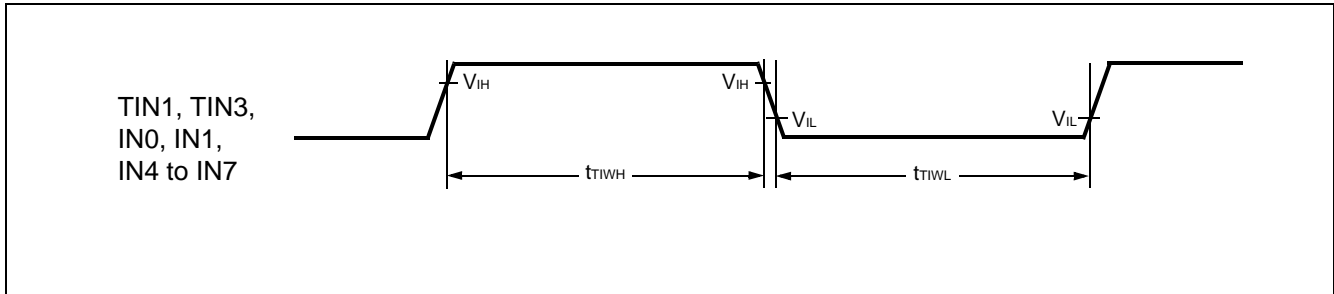 TIN1, TIN3,
IN0, IN1,
IN4 to IN7
VIH
VIH
VIL
VIL
tTIWH
tTIWL